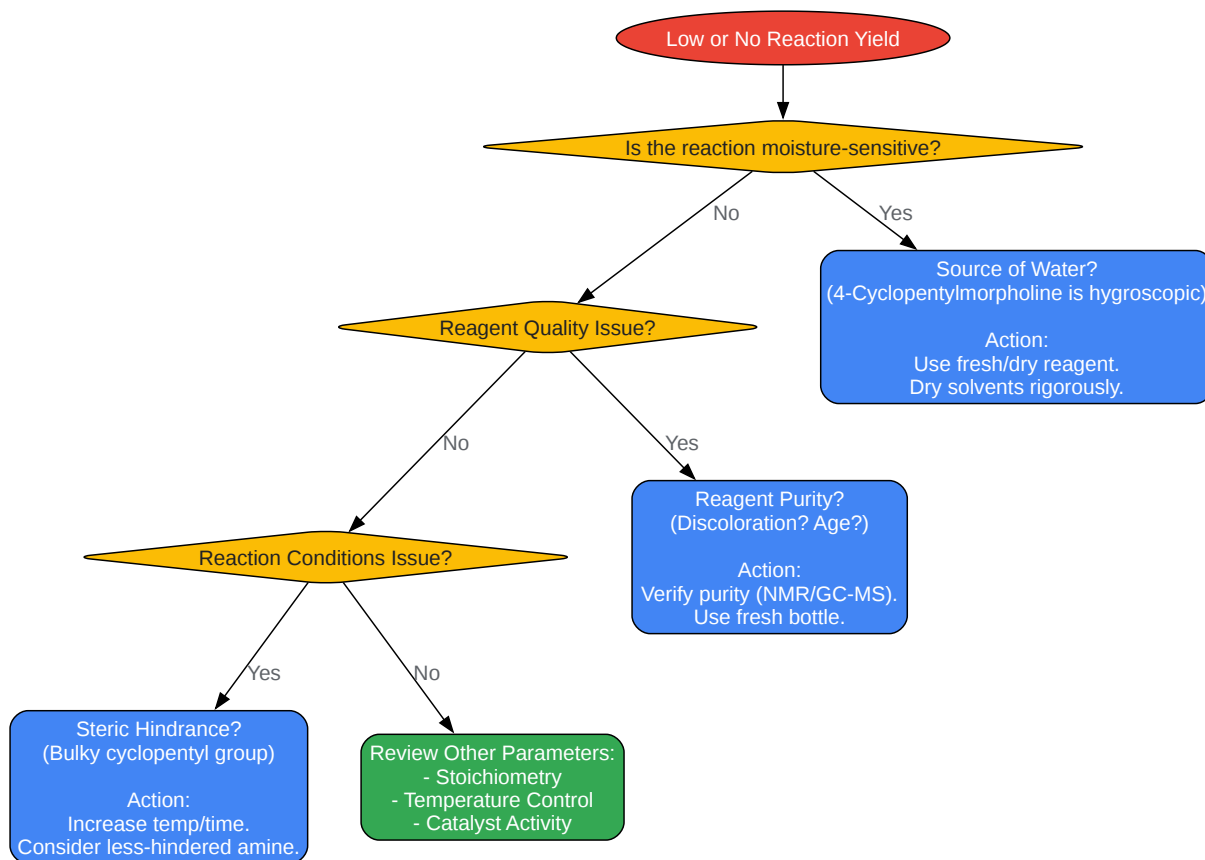 Low or No Reaction Yield
Is the reaction moisture-sensitive?
No
Yes
Source of Water?
(4-Cyclopentylmorpholine is hygroscopic)
Action:
Use fresh/dry reagent.
Dry solvents rigorously.
Reagent Quality Issue?
No
Yes
Reagent Purity?
(Discoloration? Age?)
Action:
Verify purity (NMR/GC-MS).
Use fresh bottle.
Reaction Conditions Issue?
Yes
No
Steric Hindrance?
(Bulky cyclopentyl group)
Action:
Increase temp/time.
Consider less-hindered amine.
Review Other Parameters:
- Stoichiometry
- Temperature Control
- Catalyst Activity